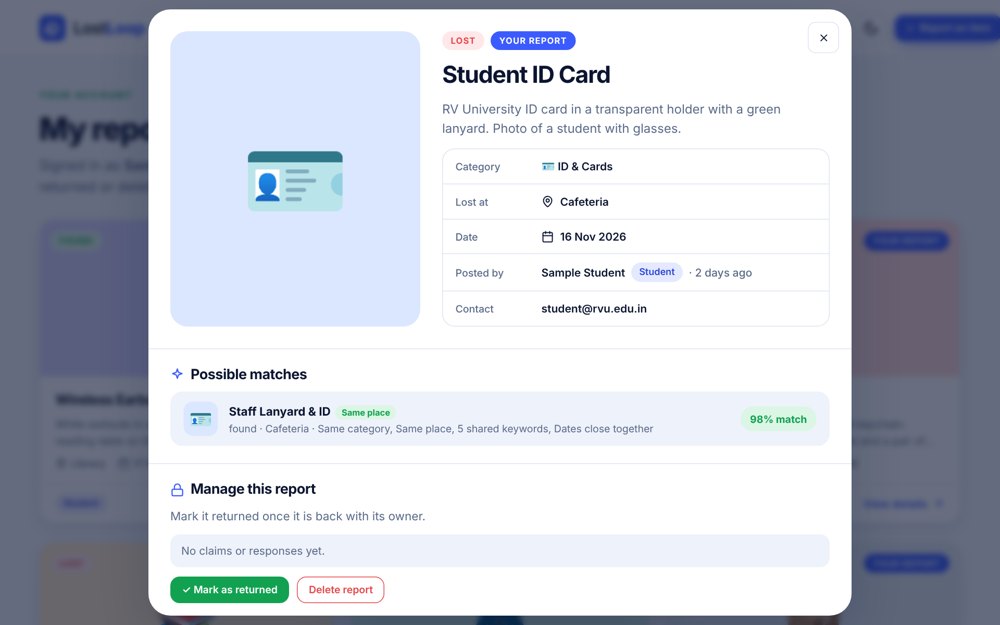 LostLoop
My repo
LOST
YOUR REPORT
Student ID Card
RV University ID card in a transparent holder with a green
lanyard. Photo of a student with glasses.
Category
ID & Cards
Lost at
Cafeteria
Date
16 Nov 2026
Posted by
Sample Student
Student
· 2 days ago
Contact
student@rvu.edu.in
Possible matches
Staff Lanyard & ID
Same place
found · Cafeteria · Same category, Same place, 5 shared keywords, Dates close together
98% match
Manage this report
Mark it returned once it is back with its owner.
No claims or responses yet.
✓ Mark as returned
Delete report